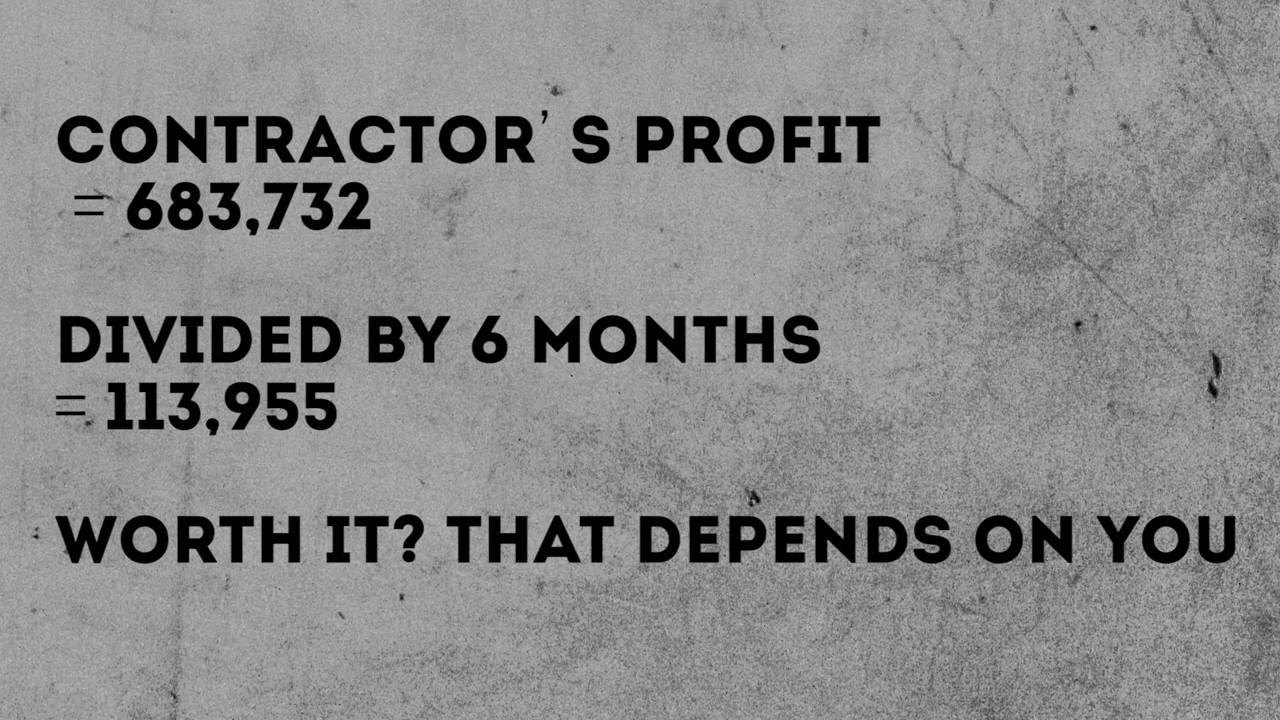 CONTRACTOR’ S PROFIT
= 683,732
DIVIDED BY 6 MONTHS
= 113,955
WORTH IT? THAT DEPENDS ON YOU